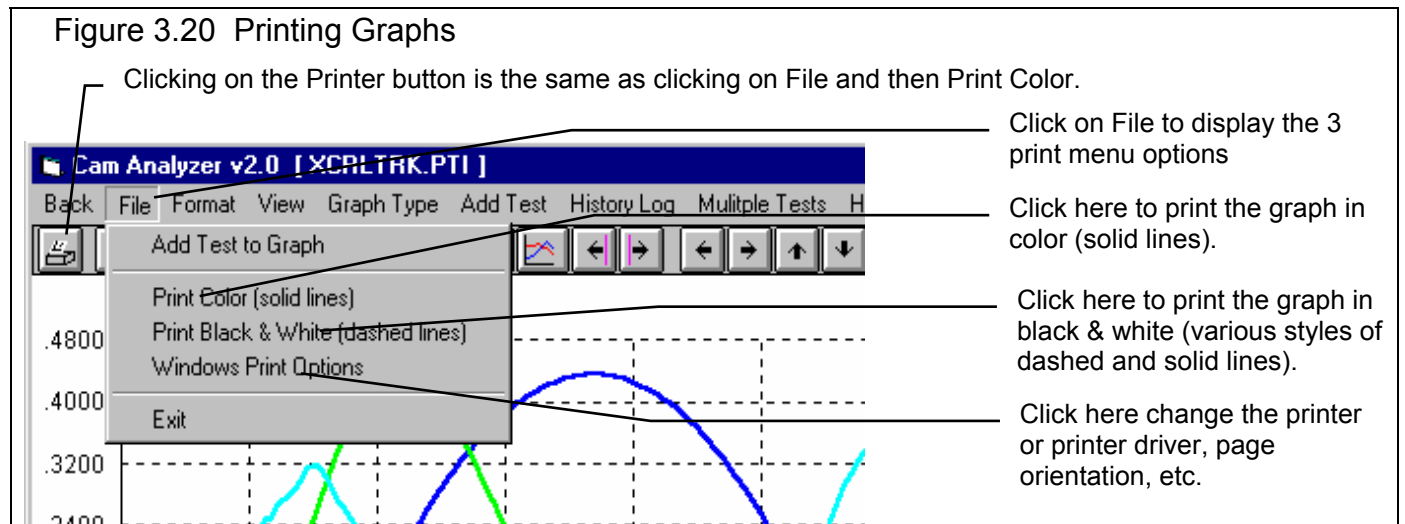 Figure 3.20 Printing Graphs
Clicking on the Printer button is the same as clicking on File and then Print Color.
Click on File to display the 3
print menu options
Cam Analyzer v2.0 [ XCRLTRK.PTI ]
Back File Format View Graph Type Add Test History Log Mulitple Tests H
Click here to print the graph in
color (solid lines).
Add Test to Graph
Print Color (solid lines)
Print Black & White (dashed lines)
Windows Print Options
Exit
Click here to print the graph in
black & white (various styles of
dashed and solid lines).
Click here change the printer
or printer driver, page
orientation, etc.
.4800
.4000
.3200
.2400